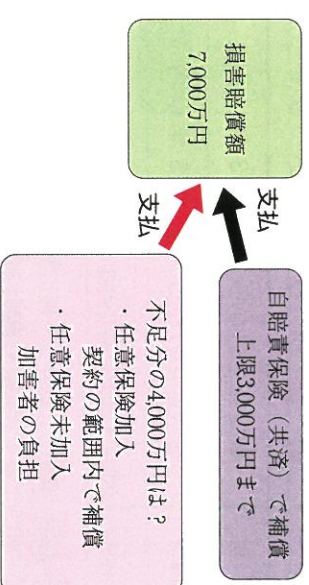 損害賠償額
7,000万円
支払
自賠責保険（共済）で補償
上限3,000万円まで
支払
不足分の4,000万円は？
・任意保険加入
契約の範囲内で補償
・任意保険未加入
加害者の負担